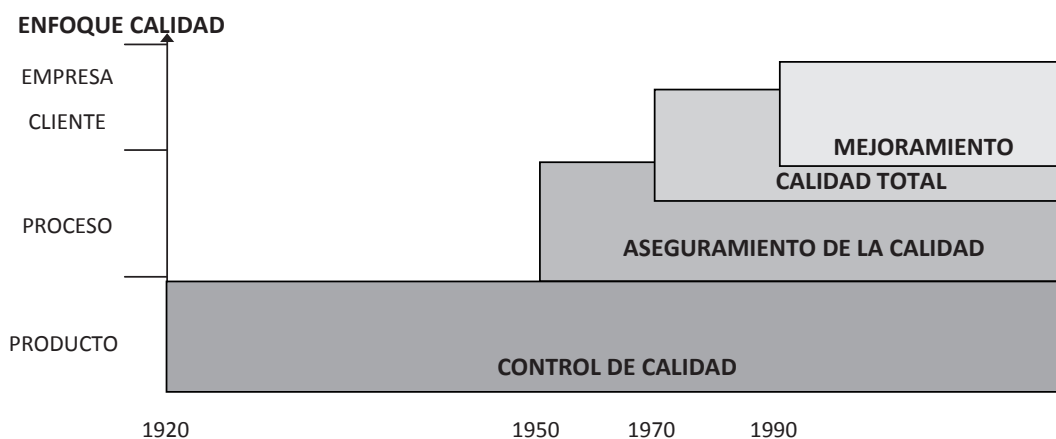 ENFOQUE CALIDAD
EMPRESA
CLIENTE
MEJORAMIENTO
CALIDAD TOTAL
PROCESO
ASEGURAMIENTO DE LA CALIDAD
PRODUCTO
CONTROL DE CALIDAD
1920 1950 1970 1990